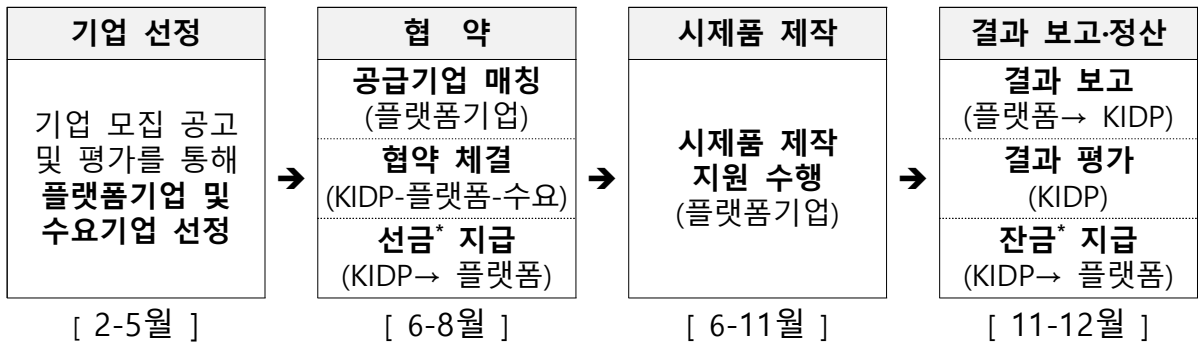 기업 선정
기업 모집 공고
및 평가를 통해
플랫폼기업 및
수요기업 선정
[ 2-5월 ]
➔
협 약
공급기업 매칭
(플랫폼기업)
협약 체결
(KIDP-플랫폼-수요)
선금* 지급
(KIDP→ 플랫폼)
[ 6-8월 ]
➔
시제품 제작
시제품 제작
지원 수행
(플랫폼기업)
[ 6-11월 ]
➔
결과 보고·정산
결과 보고
(플랫폼→ KIDP)
결과 평가
(KIDP)
잔금* 지급
(KIDP→ 플랫폼)
[ 11-12월 ]